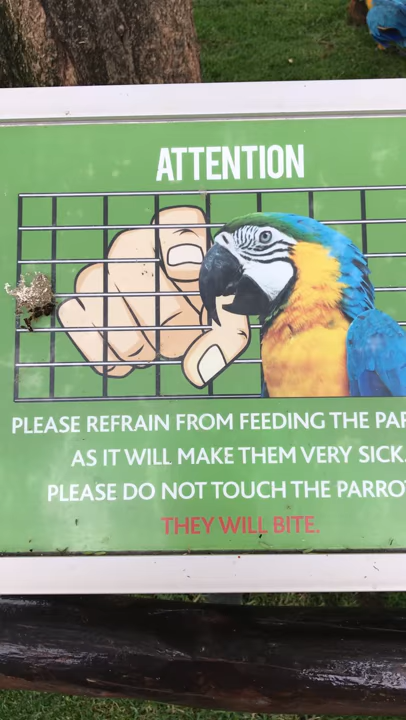 ATTENTION
PLEASE REFRAIN FROM FEEDING THE
AS IT WILL MAKE THEM VERY SICK.
PLEASE DO NOT TOUCH THE
THEY WILL BITE.